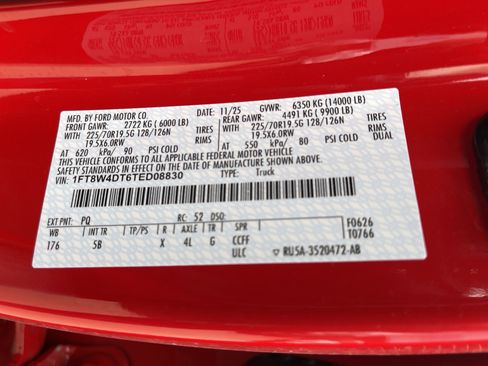 MFD. BY FORD MOTOR CO. 11/25 GVWR: 6350 KG (14000 LB)
FRONT GAWR: 2722 KG (6000 LB) REAR GAWR: 4491 KG (9900 LB)
WITH WITH DUAL
225/70R19.5G 128/126N TIRES 225/70R19.5G 128/126N TIRES
19.5X6.0RW RIMS 19.5X6.0RW RIMS
AT 620 kPa/ 90 PSI COLD AT 550 kPa/ 80 PSI COLD
THIS VEHICLE CONFORMS TO ALL APPLICABLE FEDERAL MOTOR VEHICLE
SAFETY STANDARDS IN EFFECT ON THE DATE OF MANUFACTURE SHOWN ABOVE.
VIN: 1FT8W4DT6TED08830 TYPE: Truck
EXT PNT: PQ RC: 52 DSO: F0626
WB INT TR TP/PS R AXLE TR SPR T0766
176 5B X 4L G CCFF
ULC RU5A-3520472-AB